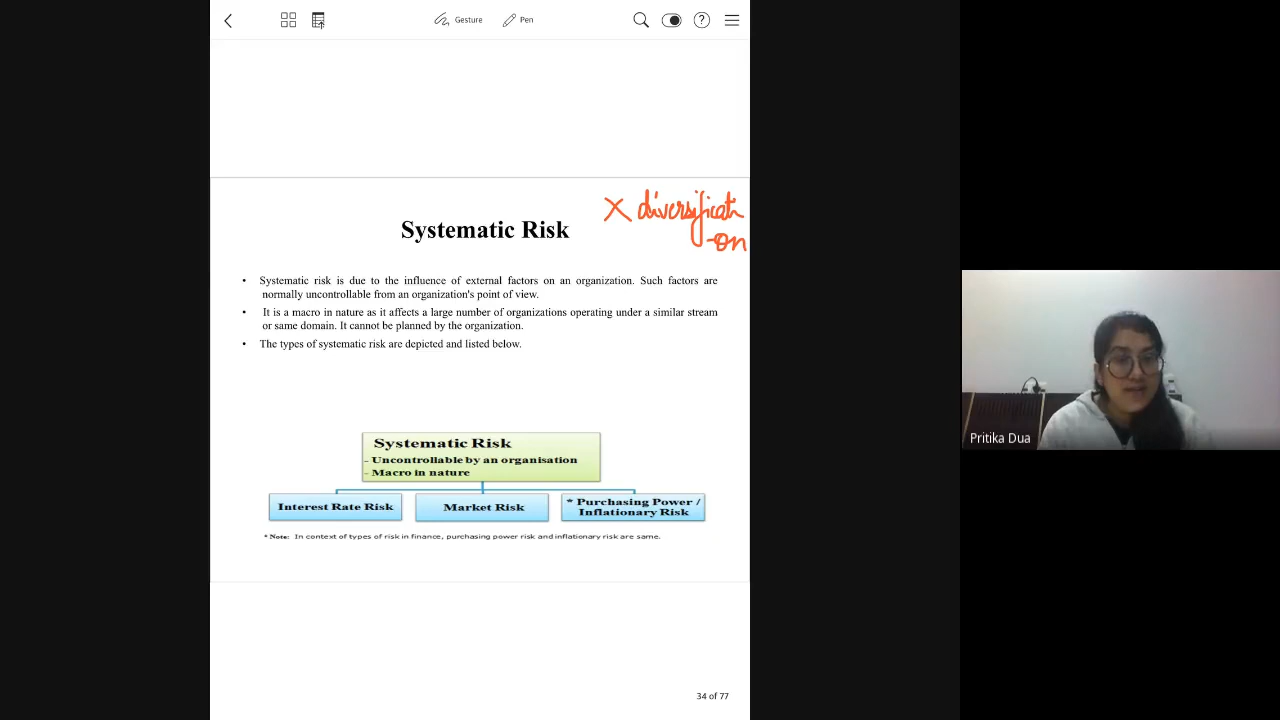 Gesture
Pen
X diversificati
-on
Systematic Risk
• Systematic risk is due to the influence of external factors on an organization. Such factors are
normally uncontrollable from an organization's point of view.
• It is a macro in nature as it affects a large number of organizations operating under a similar stream
or same domain. It cannot be planned by the organization.
• The types of systematic risk are depicted and listed below.
Systematic Risk
- Uncontrollable by an organisation
- Macro in nature
Interest Rate Risk
Market Risk
* Purchasing Power /
Inflationary Risk
* Note: In context of types of risk in finance, purchasing power risk and inflationary risk are same.
34 of 77
Pritika Dua